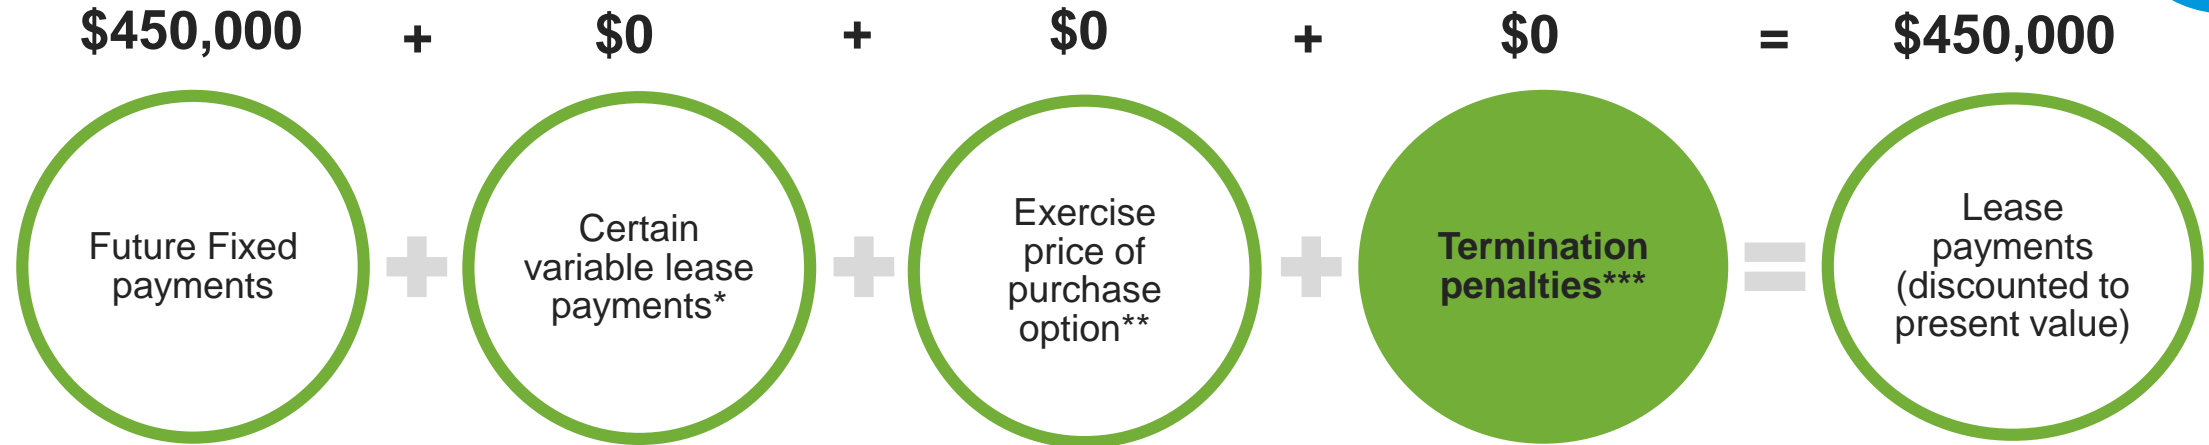 $450,000 + $0 + $0 + $0 = $450,000
Future Fixed
payments
Certain
variable lease
payments*
Exercise
price of
purchase
option**
Termination
penalties***
Lease
payments
(discounted to
present value)